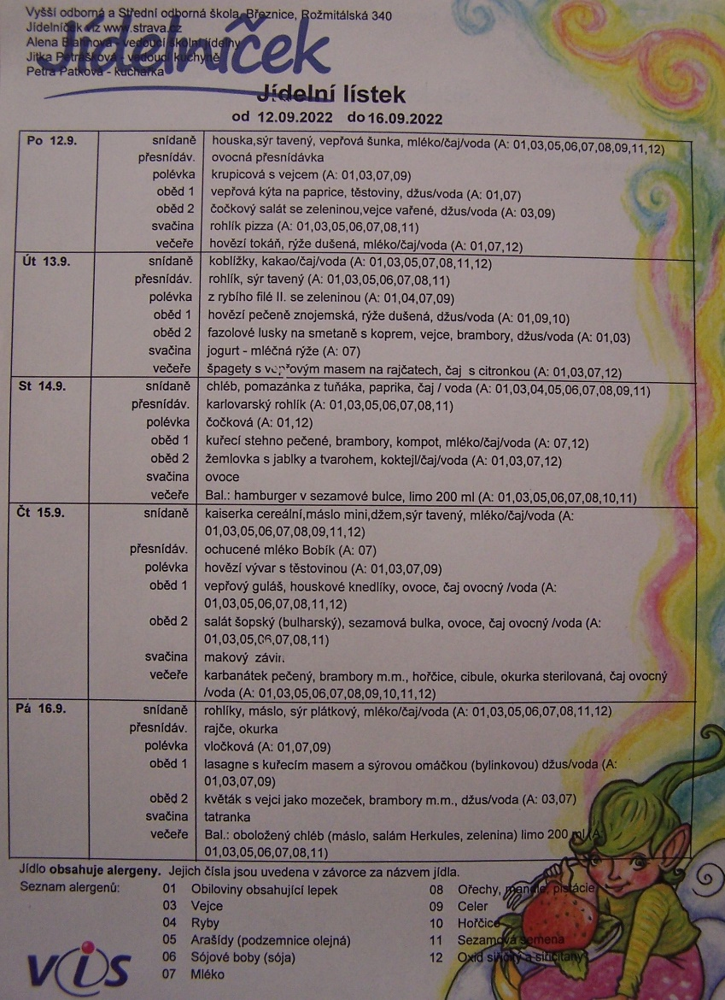 Vyšší odborná a Střední odborná škola, Březnice, Rožmitálská 340
Jídelníček viz www.strava.cz
Alena Blahnová - vedoucí školní jídelny
Jitka Petrášková - vedoucí kuchyně
Petra Patková - kuchařka
Jídelníček
Jídelní lístek
od 12.09.2022 do 16.09.2022
Po 12.9. snídaně houska,sýr tavený, vepřová šunka, mléko/čaj/voda (A: 01,03,05,06,07,08,09,11,12)
přesnídáv. ovocná přesnídávka
polévka krupicová s vejcem (A: 01,03,07,09)
oběd 1 vepřová kýta na paprice, těstoviny, džus/voda (A: 01,07)
oběd 2 čočkový salát se zeleninou,vejce vařené, džus/voda (A: 03,09)
svačina rohlík pizza (A: 01,03,05,06,07,08,11)
večeře hovězí tokáň, rýže dušená, mléko/čaj/voda (A: 01,07,12)
Út 13.9. snídaně koblížky, kakao/čaj/voda (A: 01,03,05,07,08,11,12)
přesnídáv. rohlík, sýr tavený (A: 01,03,05,06,07,08,11)
polévka z rybího filé II. se zeleninou (A: 01,04,07,09)
oběd 1 hovězí pečeně znojemská, rýže dušená, džus/voda (A: 01,09,10)
oběd 2 fazolové lusky na smetaně s koprem, vejce, brambory, džus/voda (A: 01,03)
svačina jogurt - mléčná rýže (A: 07)
večeře špagety s vepřovým masem na rajčatech, čaj s citronkou (A: 01,03,07,12)
St 14.9. snídaně chléb, pomazánka z tuňáka, paprika, čaj / voda (A: 01,03,04,05,06,07,08,09,11)
přesnídáv. karlovarský rohlík (A: 01,03,05,06,07,08,11)
polévka čočková (A: 01,12)
oběd 1 kuřecí stehno pečené, brambory, kompot, mléko/čaj/voda (A: 07,12)
oběd 2 žemlovka s jablky a tvarohem, koktejl/čaj/voda (A: 01,03,07,12)
svačina ovoce
večeře Bal.: hamburger v sezamové bulce, limo 200 ml (A: 01,03,05,06,07,08,10,11)
Čt 15.9. snídaně kaiserka cereální,máslo mini,džem,sýr tavený, mléko/čaj/voda (A:
01,03,05,06,07,08,09,11,12)
přesnídáv. ochucené mléko Bobík (A: 07)
polévka hovězí vývar s těstovinou (A: 01,03,07,09)
oběd 1 vepřový guláš, houskové knedlíky, ovoce, čaj ovocný /voda (A:
01,03,05,06,07,08,11,12)
oběd 2 salát šopský (bulharský), sezamová bulka, ovoce, čaj ovocný /voda (A:
01,03,05,06,07,08,11)
svačina makový závin.
večeře karbanátek pečený, brambory m.m., hořčice, cibule, okurka sterilovaná, čaj ovocný
/voda (A: 01,03,05,06,07,08,09,10,11,12)
Pá 16.9. snídaně rohlíky, máslo, sýr plátkový, mléko/čaj/voda (A: 01,03,05,06,07,08,11,12)
přesnídáv. rajče, okurka
polévka vločková (A: 01,07,09)
oběd 1 lasagne s kuřecím masem a sýrovou omáčkou (bylinkovou) džus/voda (A:
01,03,07,09)
oběd 2 květák s vejci jako mozeček, brambory m.m., džus/voda (A: 03,07)
svačina tatranka
večeře Bal.: oboložený chléb (máslo, salám Herkules, zelenina) limo 200 ml (A:
01,03,05,06,07,08,11)
Jídlo obsahuje alergeny. Jejich čísla jsou uvedena v závorce za názvem jídla.
Seznam alergenů: 01 Obiloviny obsahující lepek
03 Vejce
04 Ryby
05 Arašídy (podzemnice olejná)
06 Sójové boby (sója)
07 Mléko
08 Ořechy, mandle, pistácie
09 Celer
10 Hořčice
11 Sezamová semena
12 Oxid siřičitý a siřičitany
VIS